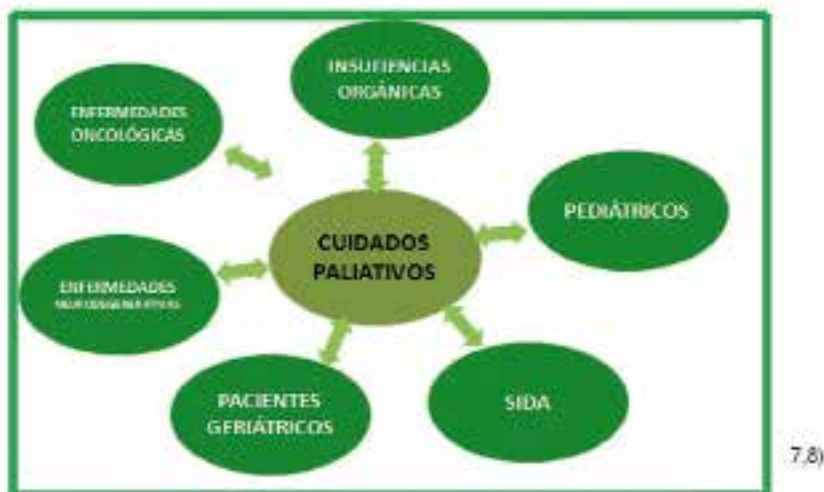 INSUFIENCIAS
ORGÁNICAS
ENFERMEDADES
ONCOLÓGICAS
PEDIÁTRICOS
CUIDADOS
PALIATIVOS
ENFERMEDADES
PACIENTES
GERIÁTRICOS
SIDA
7,8)